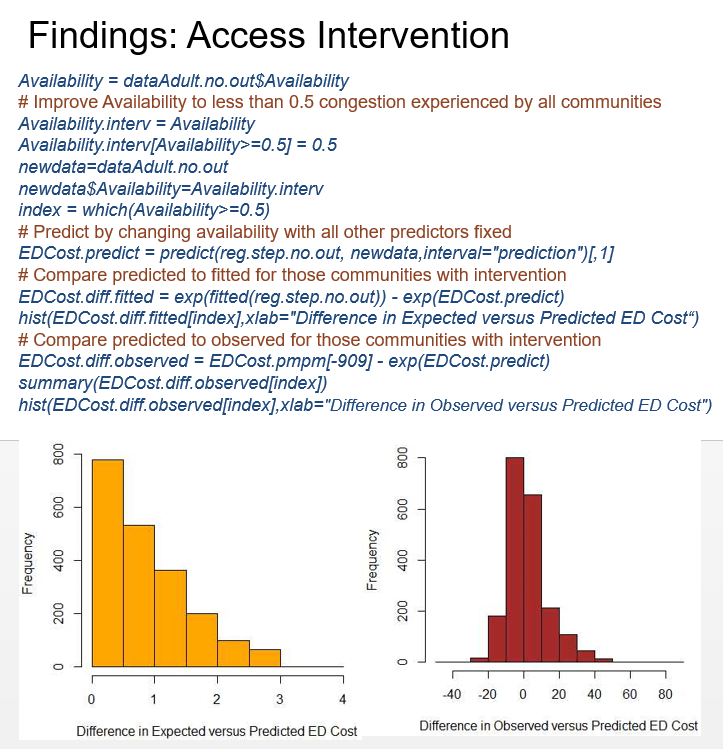 Findings: Access Intervention
Availability = dataAdult.no.out$Availability
# Improve Availability to less than 0.5 congestion experienced by all communities
Availability.interv = Availability
Availability.interv[Availability>=0.5] = 0.5
newdata=dataAdult.no.out
newdata$Availability=Availability.interv
index = which(Availability>=0.5)
# Predict by changing availability with all other predictors fixed
EDCost.predict = predict(reg.step.no.out, newdata,interval="prediction")[,1]
# Compare predicted to fitted for those communities with intervention
EDCost.diff.fitted = exp(fitted(reg.step.no.out)) - exp(EDCost.predict)
hist(EDCost.diff.fitted[index],xlab="Difference in Expected versus Predicted ED Cost“)
# Compare predicted to observed for those communities with intervention
EDCost.diff.observed = EDCost.pmpm[-909] - exp(EDCost.predict)
summary(EDCost.diff.observed[index])
hist(EDCost.diff.observed[index],xlab="Difference in Observed versus Predicted ED Cost")
Frequency
800
600
400
200
0
0 1 2 3 4
Difference in Expected versus Predicted ED Cost
Frequency
800
600
400
200
0
-40 -20 0 20 40 60 80
Difference in Observed versus Predicted ED Cost